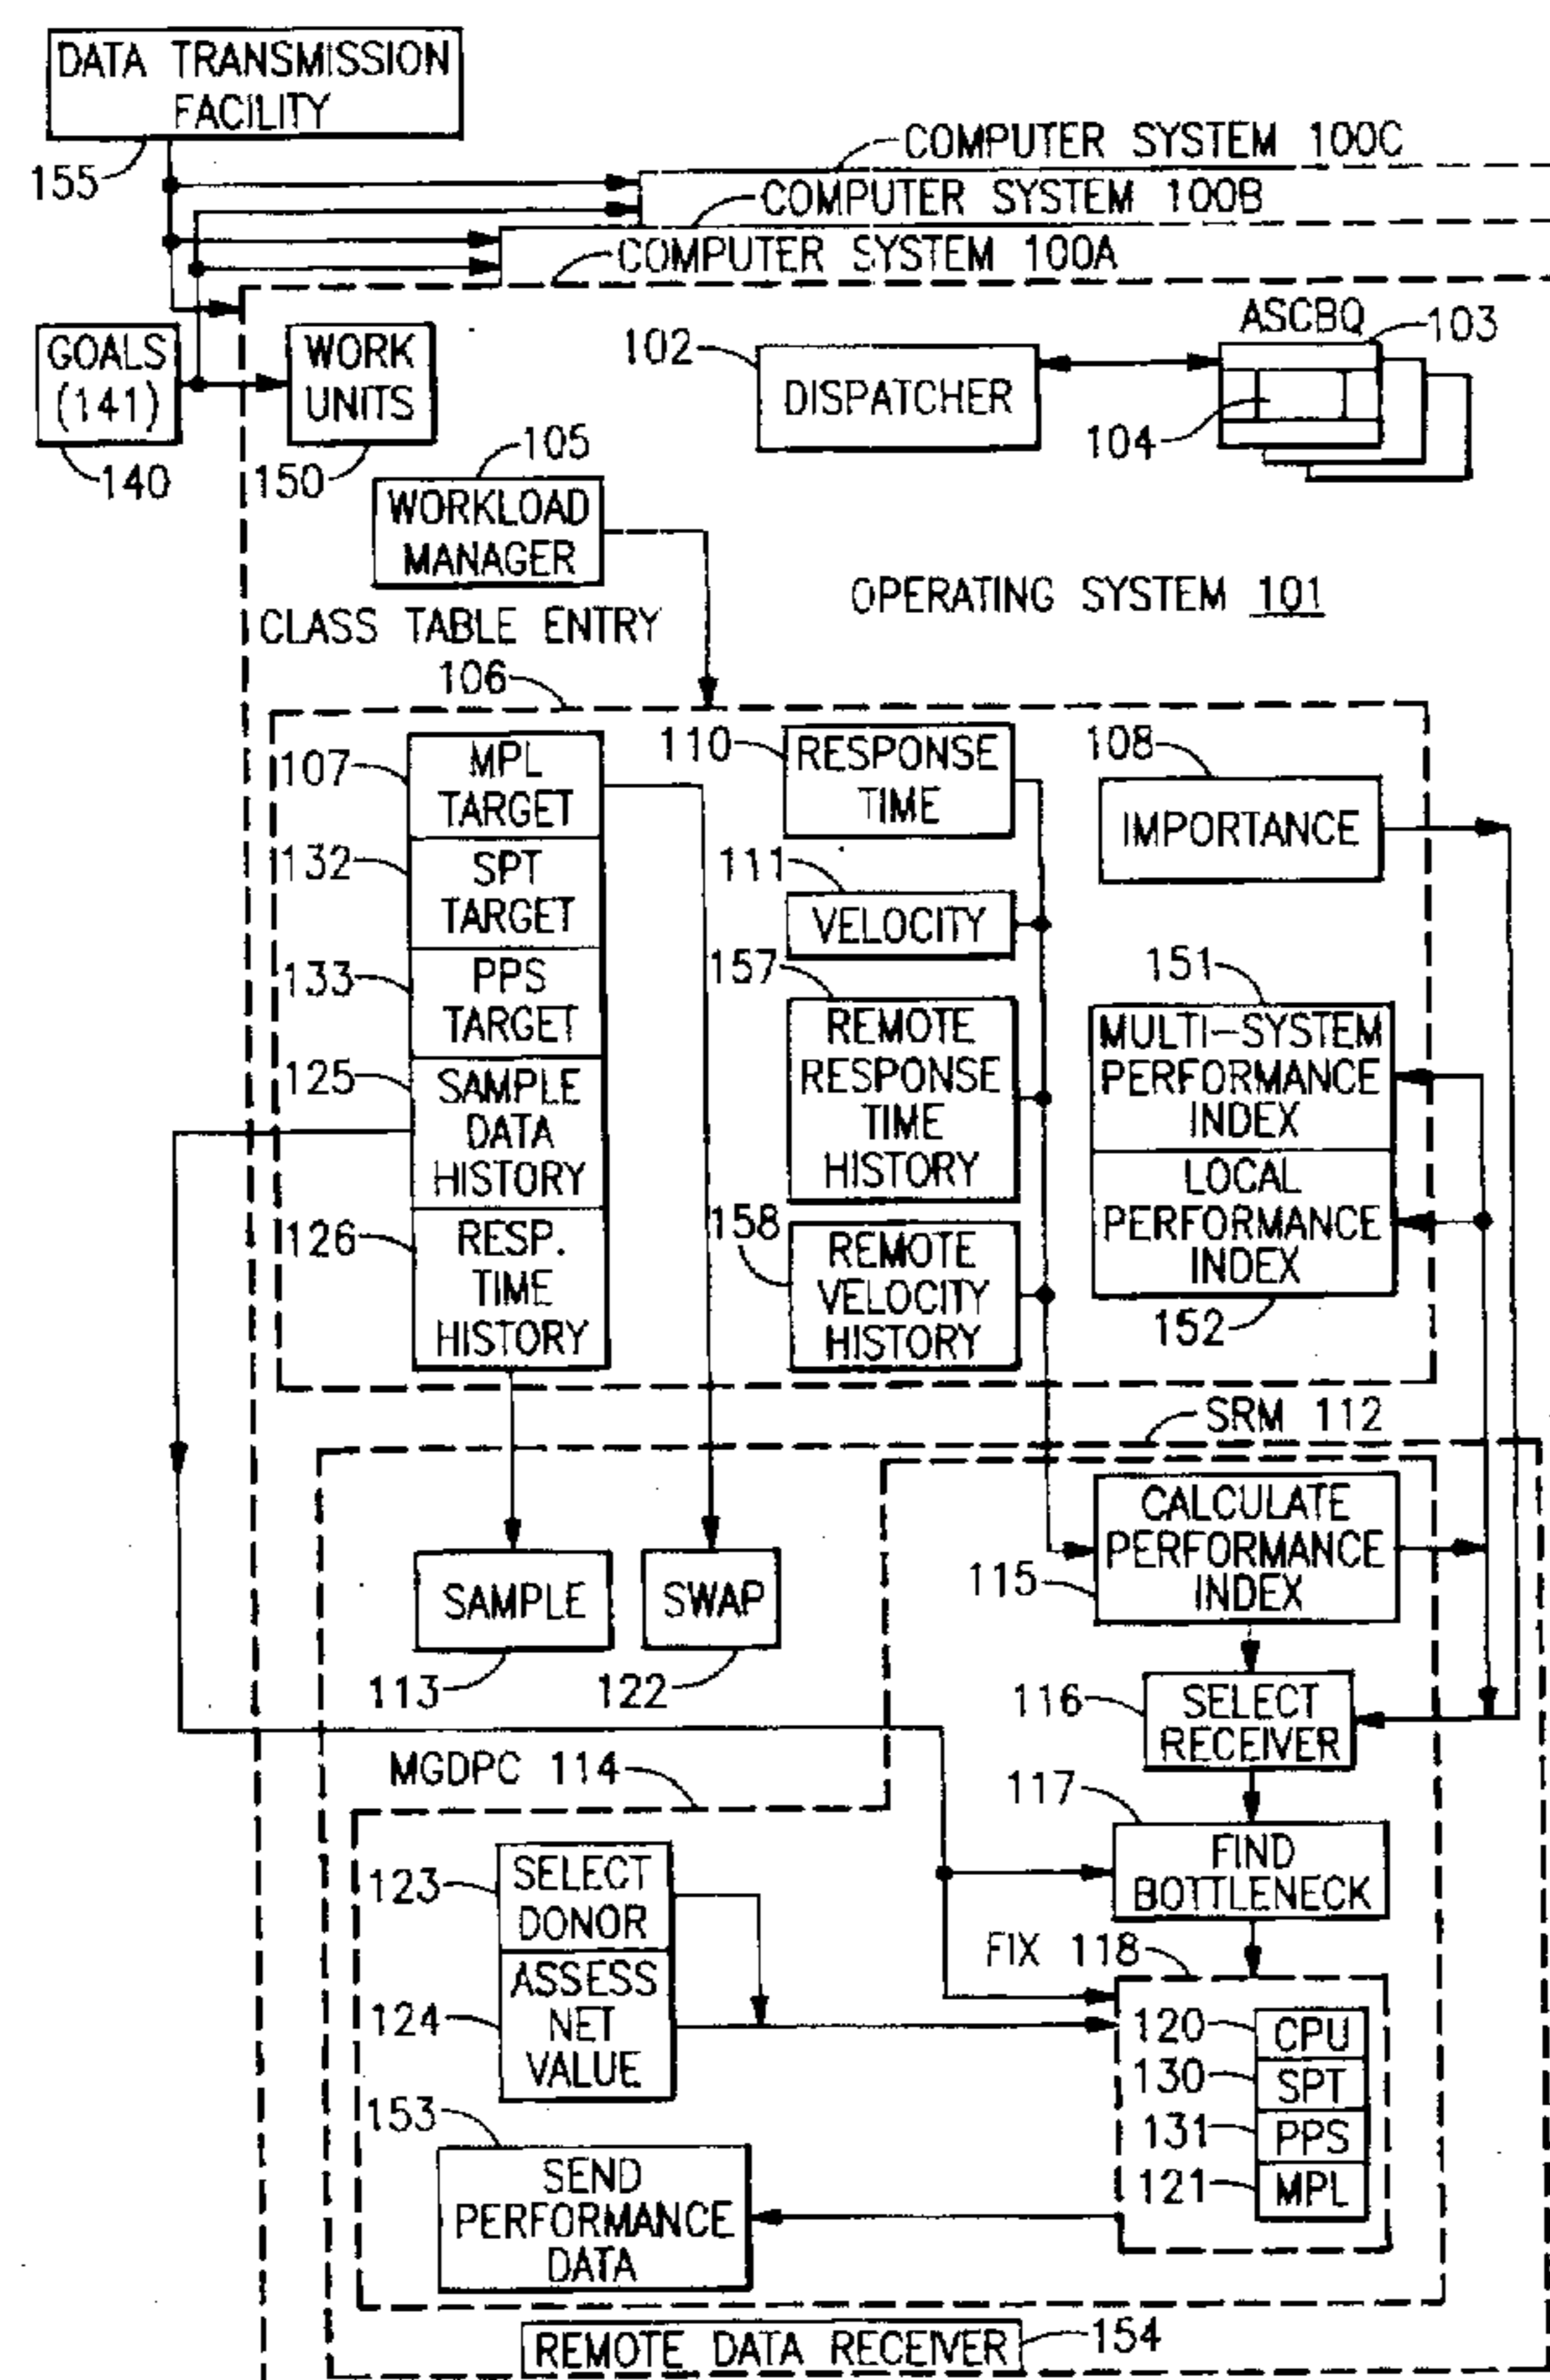 DATA TRANSMISSION
FACILITY
155
COMPUTER SYSTEM 100C
COMPUTER SYSTEM 100B
COMPUTER SYSTEM 100A
GOALS
(141)
140
WORK
UNITS
150
102
DISPATCHER
ASCBQ
103
104
105
WORKLOAD
MANAGER
OPERATING SYSTEM 101
CLASS TABLE ENTRY
106
107
MPL
TARGET
132
SPT
TARGET
133
PPS
TARGET
125
SAMPLE
DATA
HISTORY
126
RESP.
TIME
HISTORY
110
RESPONSE
TIME
111
VELOCITY
157
REMOTE
RESPONSE
TIME
HISTORY
158
REMOTE
VELOCITY
HISTORY
108
IMPORTANCE
151
MULTI-SYSTEM
PERFORMANCE
INDEX
LOCAL
PERFORMANCE
INDEX
152
SRM 112
SAMPLE
113
SWAP
122
CALCULATE
PERFORMANCE
INDEX
115
116
SELECT
RECEIVER
MGDPC 114
117
FIND
BOTTLENECK
123
SELECT
DONOR
124
ASSESS
NET
VALUE
FIX 118
120
CPU
130
SPT
131
PPS
121
MPL
153
SEND
PERFORMANCE
DATA
REMOTE DATA RECEIVER
154